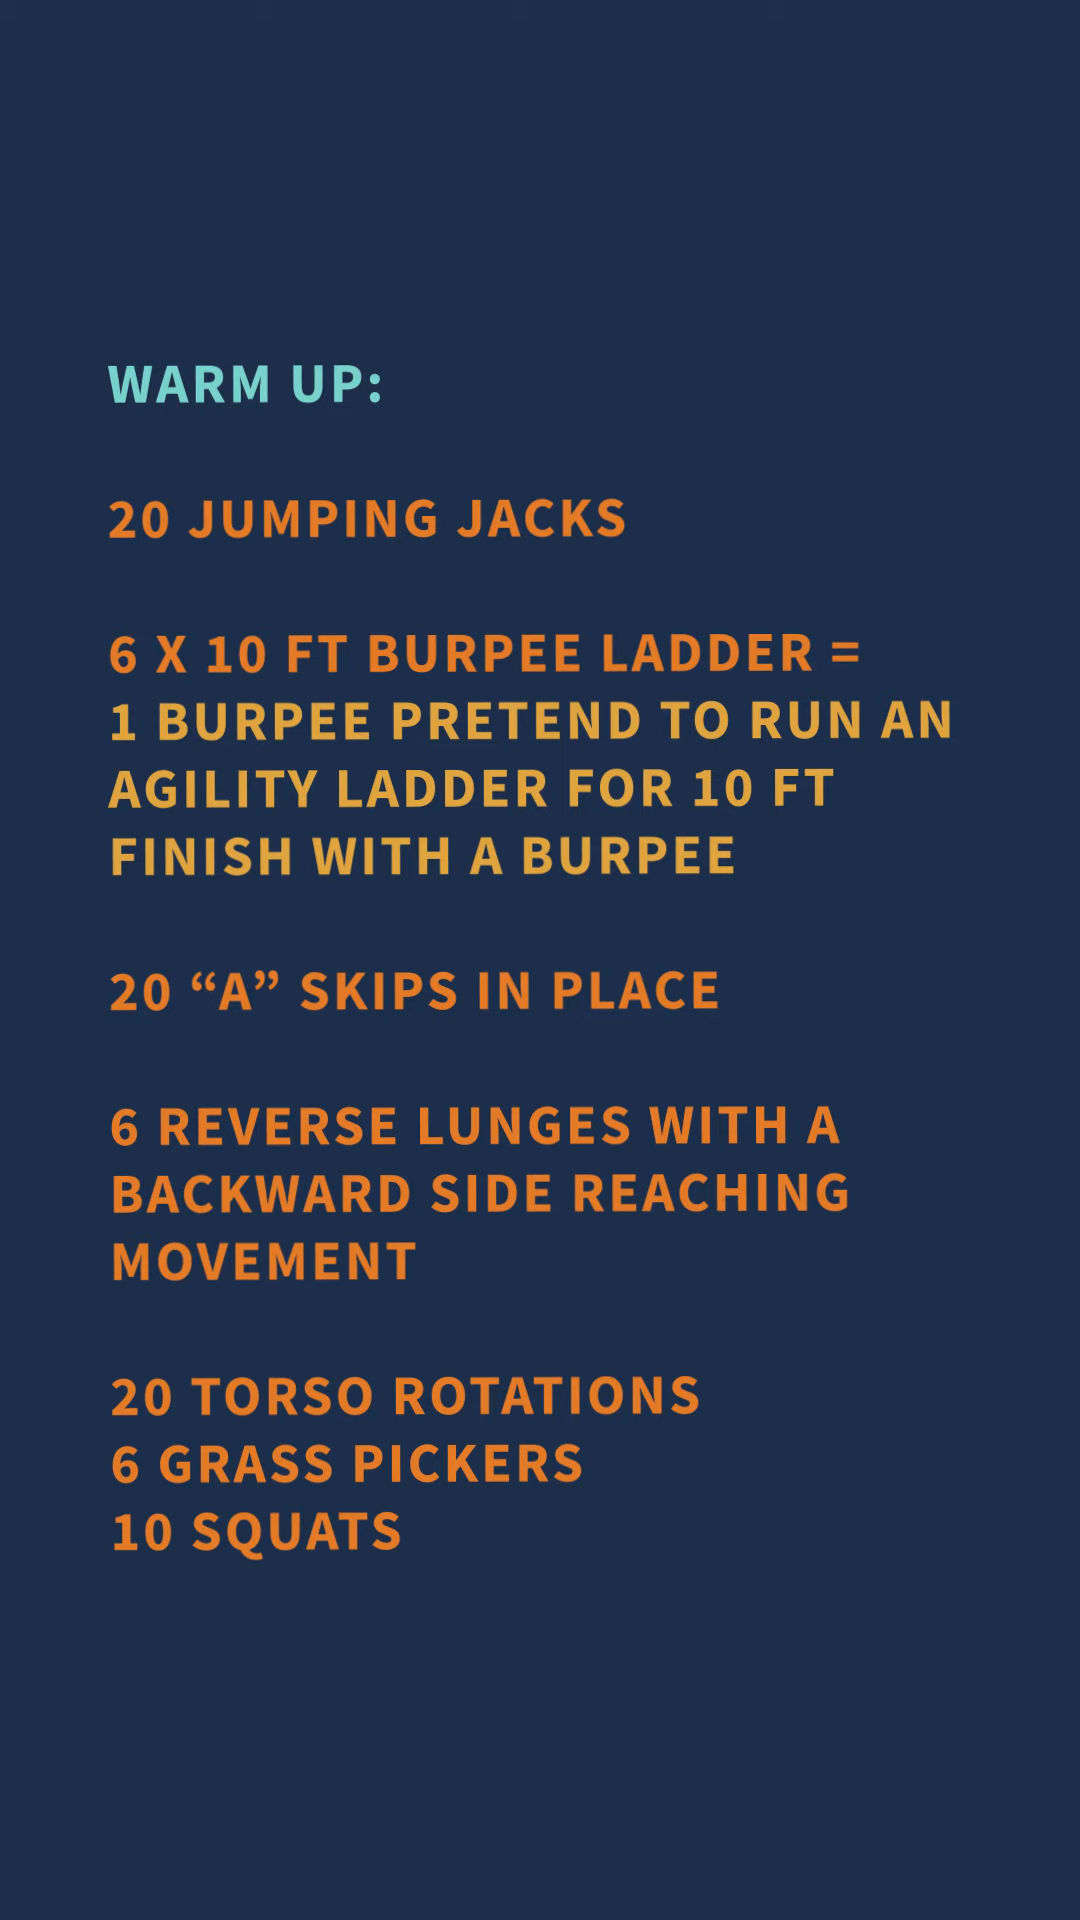 WARM UP:
20 JUMPING JACKS
6 X 10 FT BURPEE LADDER =
1 BURPEE PRETEND TO RUN AN
AGILITY LADDER FOR 10 FT
FINISH WITH A BURPEE
20 “A” SKIPS IN PLACE
6 REVERSE LUNGES WITH A
BACKWARD SIDE REACHING
MOVEMENT
20 TORSO ROTATIONS
6 GRASS PICKERS
10 SQUATS